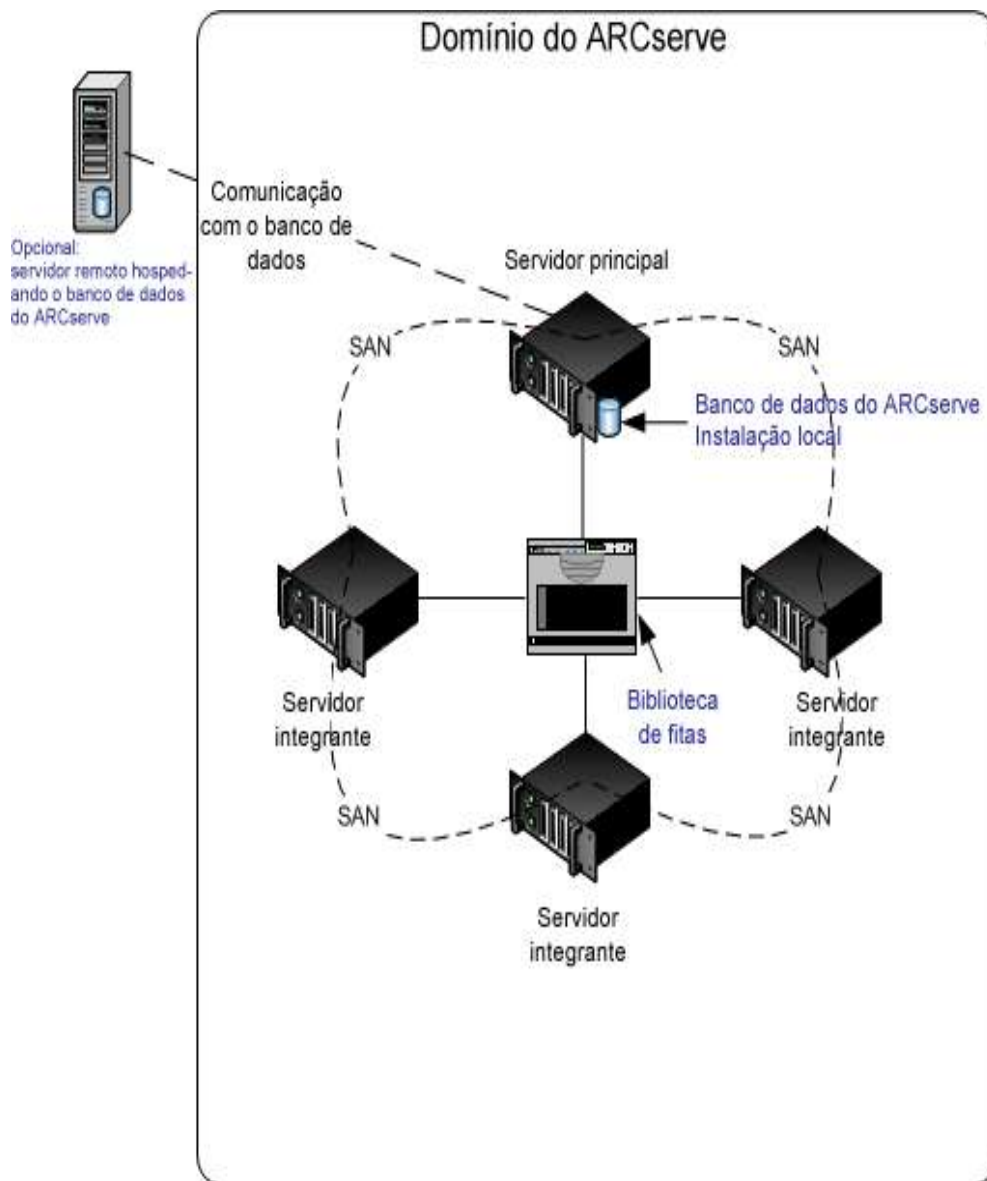 Domínio do ARCserve
Comunicação
com o banco de
dados
Opcional:
servidor remoto hosped-
ando o banco de dados
do ARCserve
Servidor principal
SAN
SAN
Banco de dados do ARCserve
Instalação local
Servidor
integrante
Biblioteca
de fitas
Servidor
integrante
SAN
SAN
Servidor
integrante